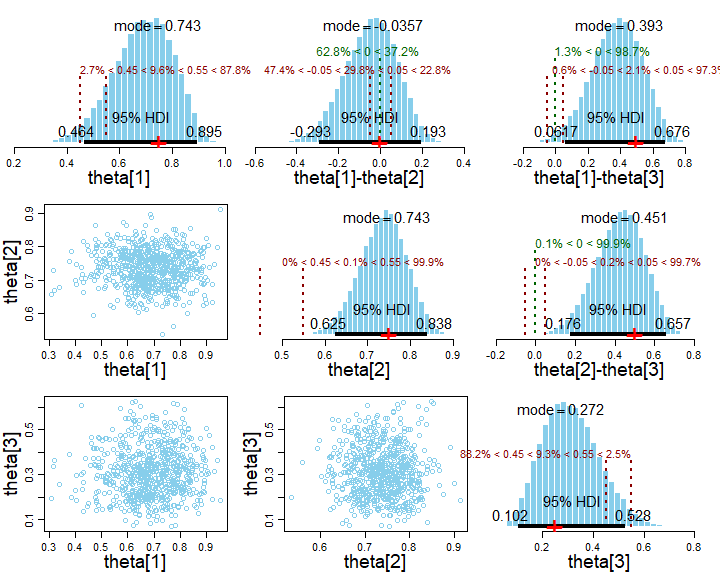 mode = 0.743
2.7% < 0.45 < 9.6% < 0.55 < 87.8%
95% HDI
0.464 0.895
0.2 0.4 0.6 0.8 1.0
theta[1]
mode = -0.0357
62.8% < 0 < 37.2%
47.4% < -0.05 < 29.8% < 0.05 < 22.8%
95% HDI
-0.293 0.193
-0.6 -0.4 -0.2 0.0 0.2 0.4
theta[1]-theta[2]
mode = 0.393
1.3% < 0 < 98.7%
0.6% < -0.05 < 2.1% < 0.05 < 97.3%
95% HDI
0.0617 0.676
-0.2 0.0 0.2 0.4 0.6 0.8
theta[1]-theta[3]
theta[2]
0.6 0.7 0.8 0.9
0.3 0.4 0.5 0.6 0.7 0.8 0.9
theta[1]
mode = 0.743
0% < 0.45 < 0.1% < 0.55 < 99.9%
95% HDI
0.625 0.838
0.5 0.6 0.7 0.8 0.9
theta[2]
mode = 0.451
0.1% < 0 < 99.9%
0% < -0.05 < 0.2% < 0.05 < 99.7%
95% HDI
0.176 0.657
-0.2 0.0 0.2 0.4 0.6 0.8
theta[2]-theta[3]
theta[3]
0.1 0.3 0.5
0.3 0.4 0.5 0.6 0.7 0.8 0.9
theta[1]
theta[3]
0.1 0.3 0.5
0.6 0.7 0.8 0.9
theta[2]
mode = 0.272
88.2% < 0.45 < 9.3% < 0.55 < 2.5%
95% HDI
0.102 0.528
0.2 0.4 0.6 0.8
theta[3]